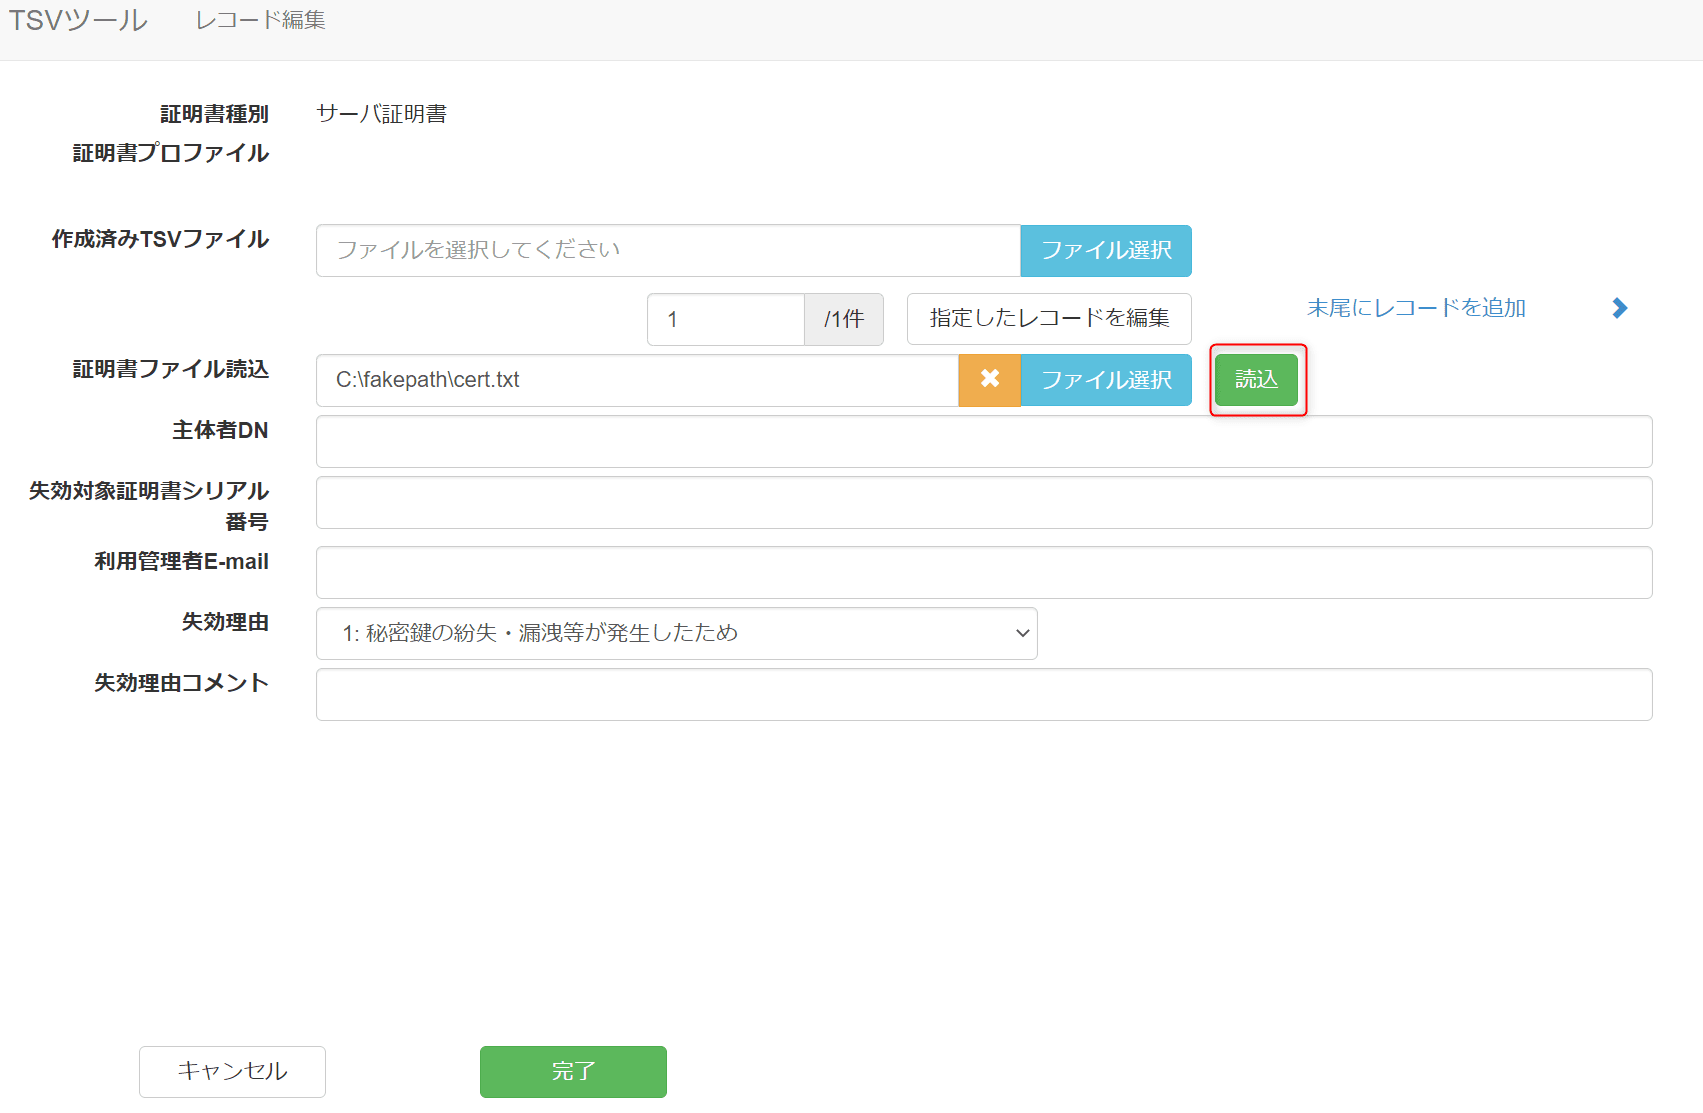 TSVツール レコード編集
証明書種別 サーバ証明書
証明書プロファイル
作成済みTSVファイル ファイルを選択してください ファイル選択
1 /1件 指定したレコードを編集 末尾にレコードを追加
証明書ファイル読込 C:\fakepath\cert.txt ファイル選択 読込
主体者DN
失効対象証明書シリアル
番号
利用管理者E-mail
失効理由 1: 秘密鍵の紛失・漏洩等が発生したため
失効理由コメント
キャンセル 完了